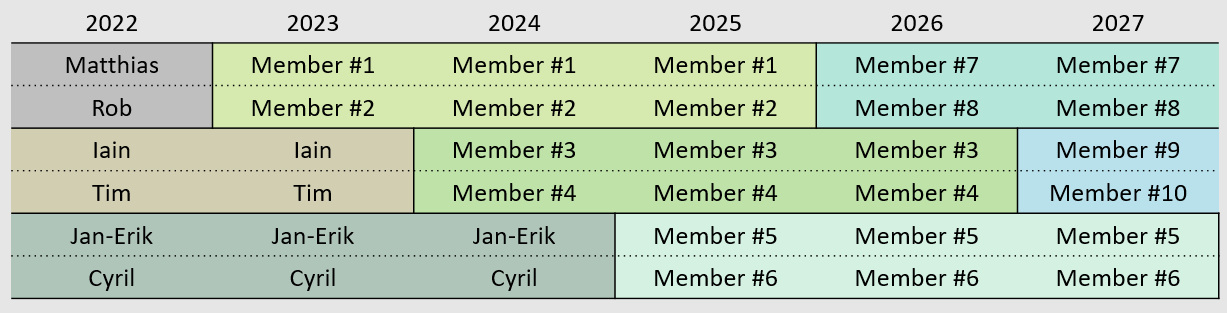 2022 2023 2024 2025 2026 2027
Matthias Member #1 Member #1 Member #1 Member #7 Member #7
Rob Member #2 Member #2 Member #2 Member #8 Member #8
Iain Iain Member #3 Member #3 Member #3 Member #9
Tim Tim Member #4 Member #4 Member #4 Member #10
Jan-Erik Jan-Erik Jan-Erik Member #5 Member #5 Member #5
Cyril Cyril Cyril Member #6 Member #6 Member #6